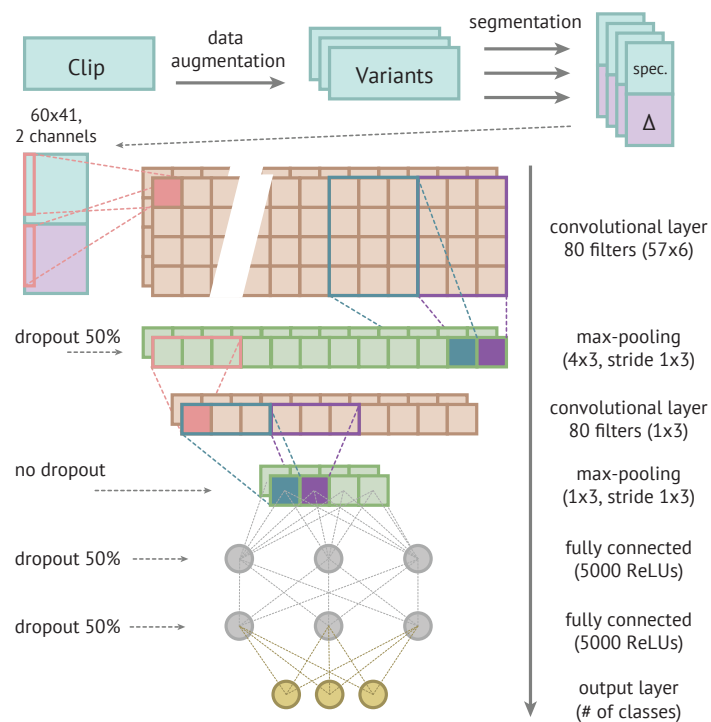 Clip
data
augmentation
Variants
segmentation
spec.
Δ
60x41,
2 channels
convolutional layer
80 filters (57x6)
dropout 50%
max-pooling
(4x3, stride 1x3)
convolutional layer
80 filters (1x3)
no dropout
max-pooling
(1x3, stride 1x3)
dropout 50%
fully connected
(5000 ReLUs)
dropout 50%
fully connected
(5000 ReLUs)
output layer
(# of classes)